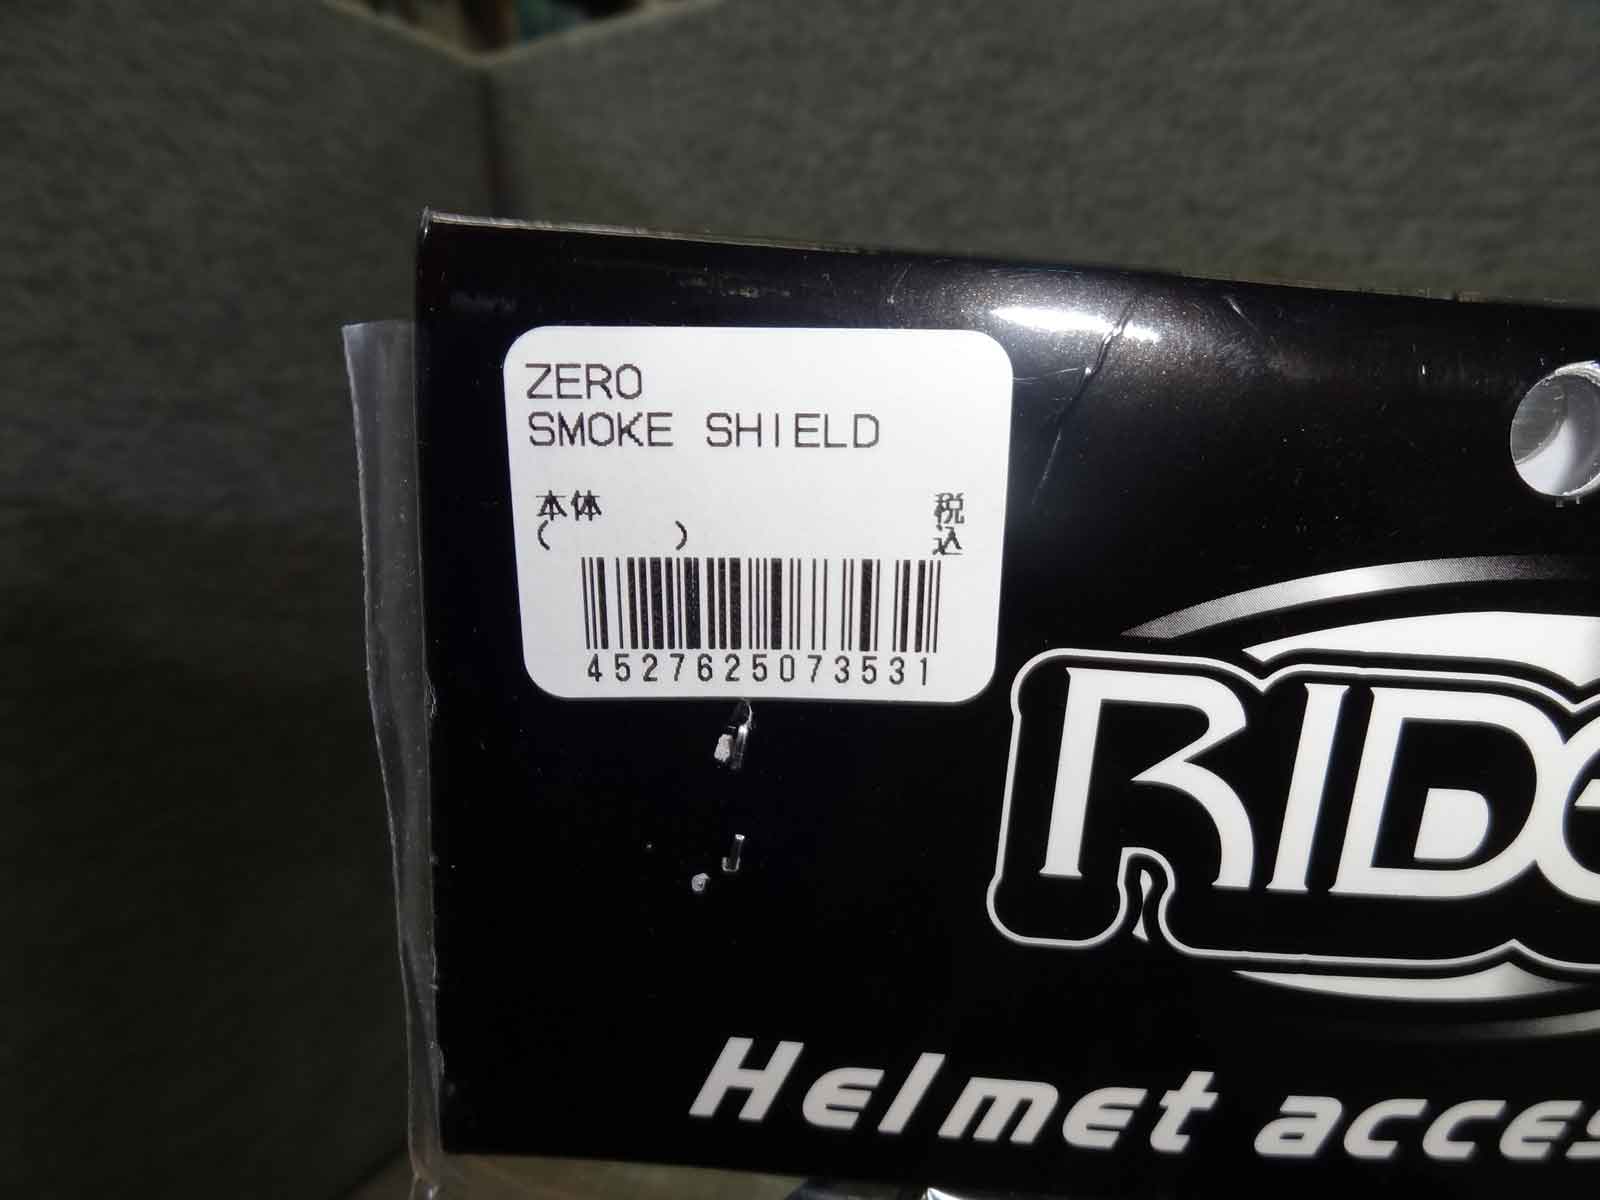 ZERO
SMOKE SHIELD
本体 税
( ) 込
4527625073531
RIDE
Helmet acces